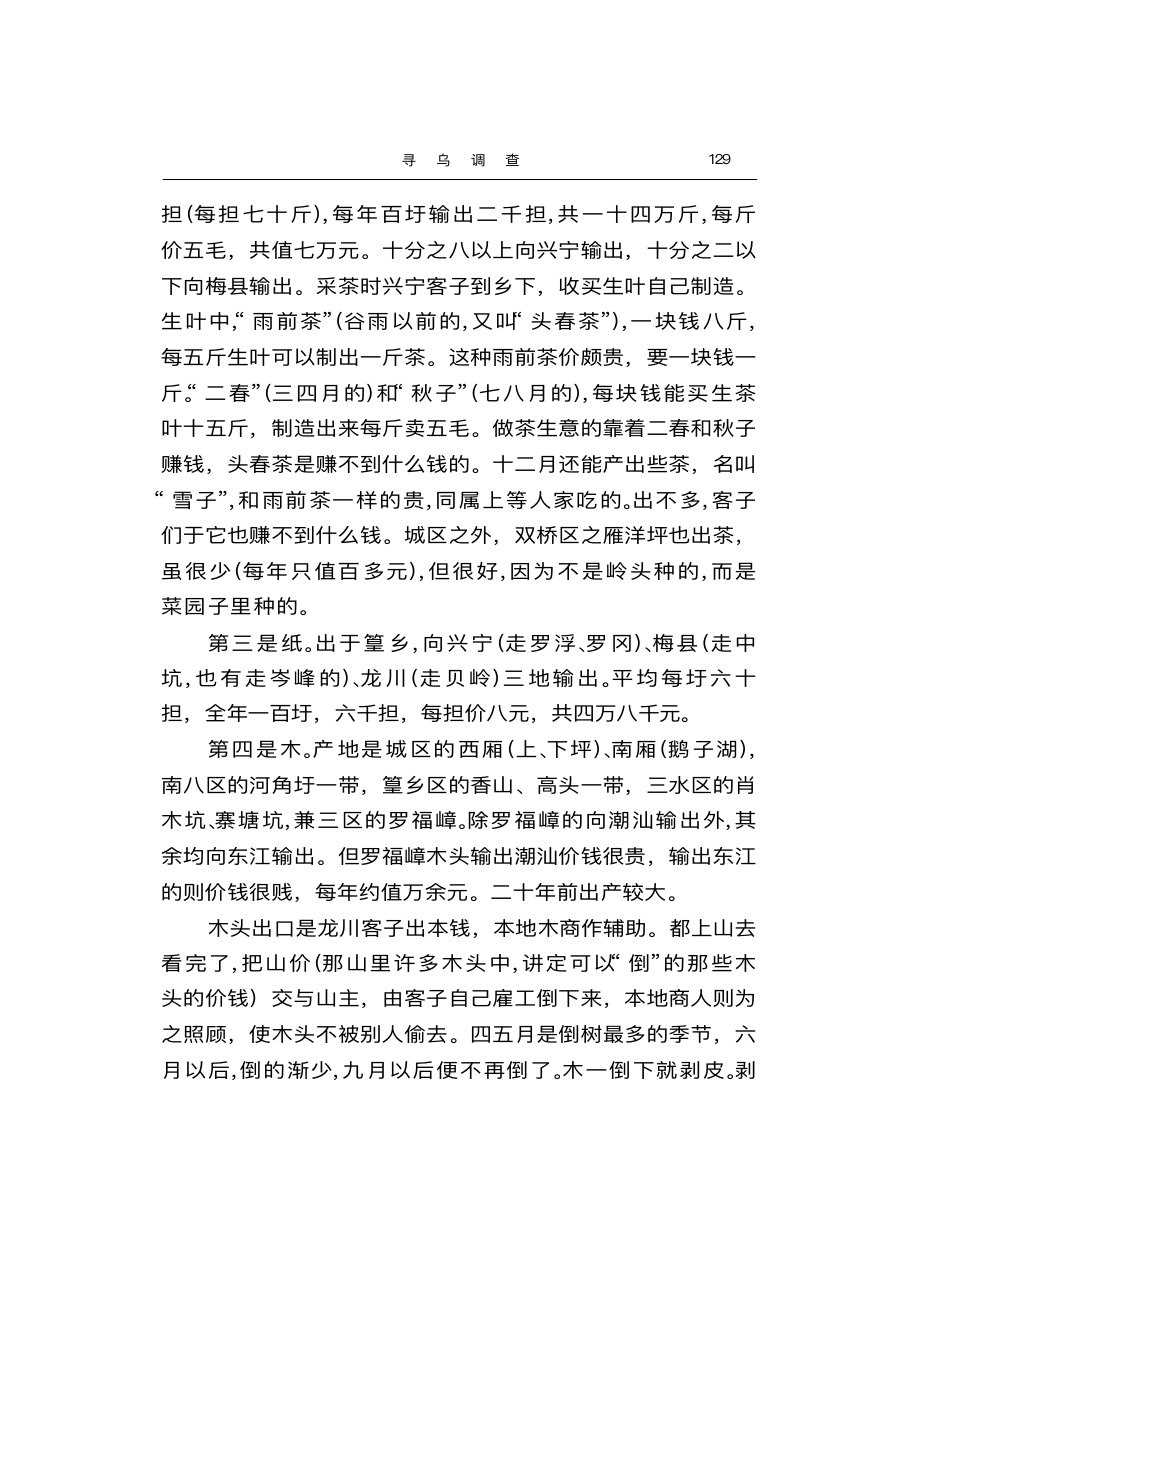 寻乌调查 129
担(每担七十斤),每年百圩输出二千担,共一十四万斤,每斤
价五毛，共值七万元。十分之八以上向兴宁输出，十分之二以
下向梅县输出。采茶时兴宁客子到乡下，收买生叶自己制造。
生叶中,“雨前茶”(谷雨以前的,又叫“头春茶”),一块钱八斤,
每五斤生叶可以制出一斤茶。这种雨前茶价颇贵，要一块钱一
斤。“二春”(三四月的)和“秋子”(七八月的),每块钱能买生茶
叶十五斤，制造出来每斤卖五毛。做茶生意的靠着二春和秋子
赚钱，头春茶是赚不到什么钱的。十二月还能产出些茶，名叫
“雪子”,和雨前茶一样的贵,同属上等人家吃的。出不多,客子
们于它也赚不到什么钱。城区之外，双桥区之雁洋坪也出茶，
虽很少(每年只值百多元),但很好,因为不是岭头种的,而是
菜园子里种的。
第三是纸。出于篁乡,向兴宁(走罗浮、罗冈)、梅县(走中
坑,也有走岑峰的)、龙川(走贝岭)三地输出。平均每圩六十
担，全年一百圩，六千担，每担价八元，共四万八千元。
第四是木。产地是城区的西厢(上、下坪)、南厢(鹅子湖),
南八区的河角圩一带，篁乡区的香山、高头一带，三水区的肖
木坑、寨塘坑,兼三区的罗福嶂。除罗福嶂的向潮汕输出外,其
余均向东江输出。但罗福嶂木头输出潮汕价钱很贵，输出东江
的则价钱很贱，每年约值万余元。二十年前出产较大。
木头出口是龙川客子出本钱，本地木商作辅助。都上山去
看完了,把山价(那山里许多木头中,讲定可以“倒”的那些木
头的价钱）交与山主，由客子自己雇工倒下来，本地商人则为
之照顾，使木头不被别人偷去。四五月是倒树最多的季节，六
月以后,倒的渐少,九月以后便不再倒了。木一倒下就剥皮。剥